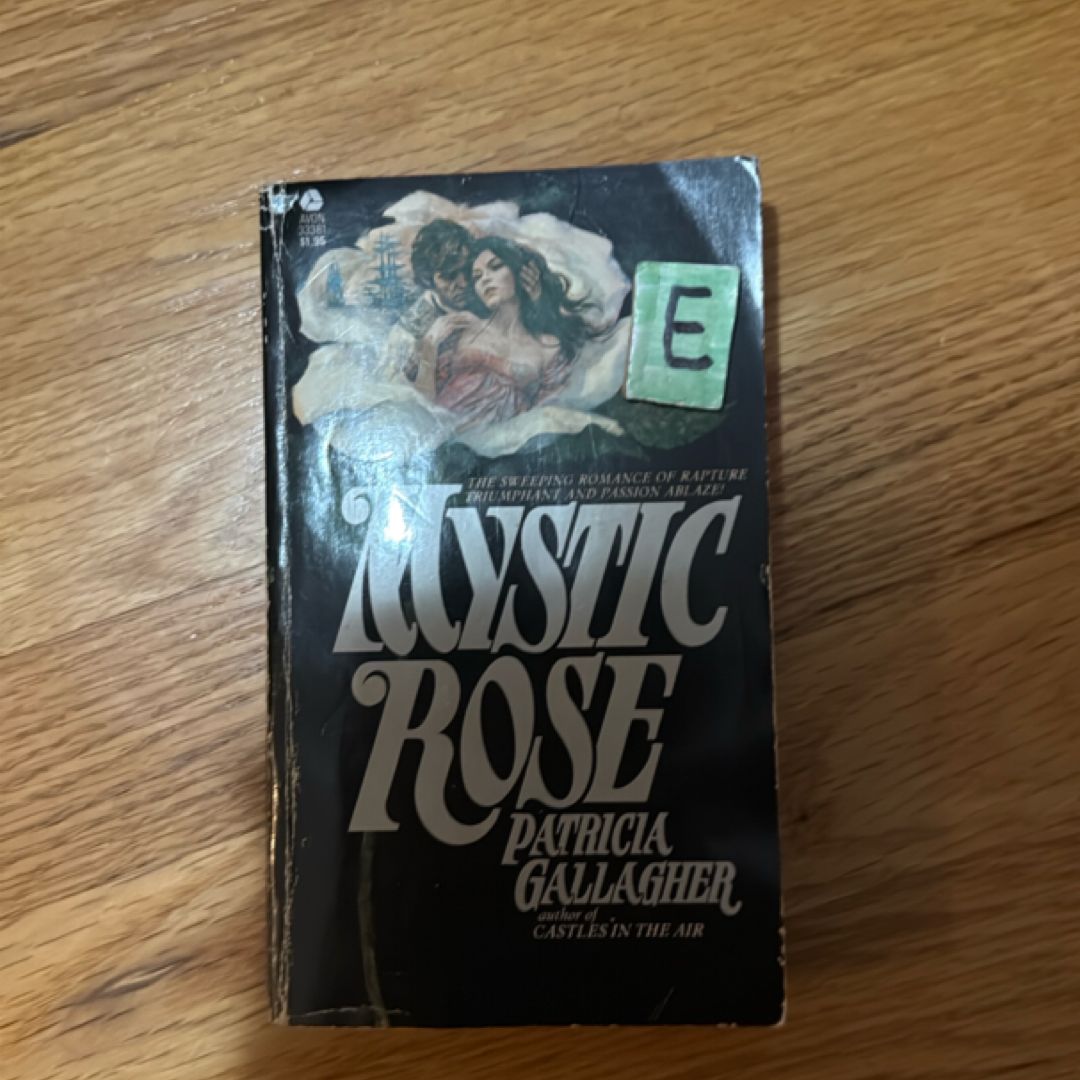 AVON
33381
$1.95
E
THE SWEEPING ROMANCE OF RAPTURE
TRIUMPHANT AND PASSION ABLAZE!
MYSTIC
ROSE
PATRICIA
GALLAGHER
author of
CASTLES IN THE AIR